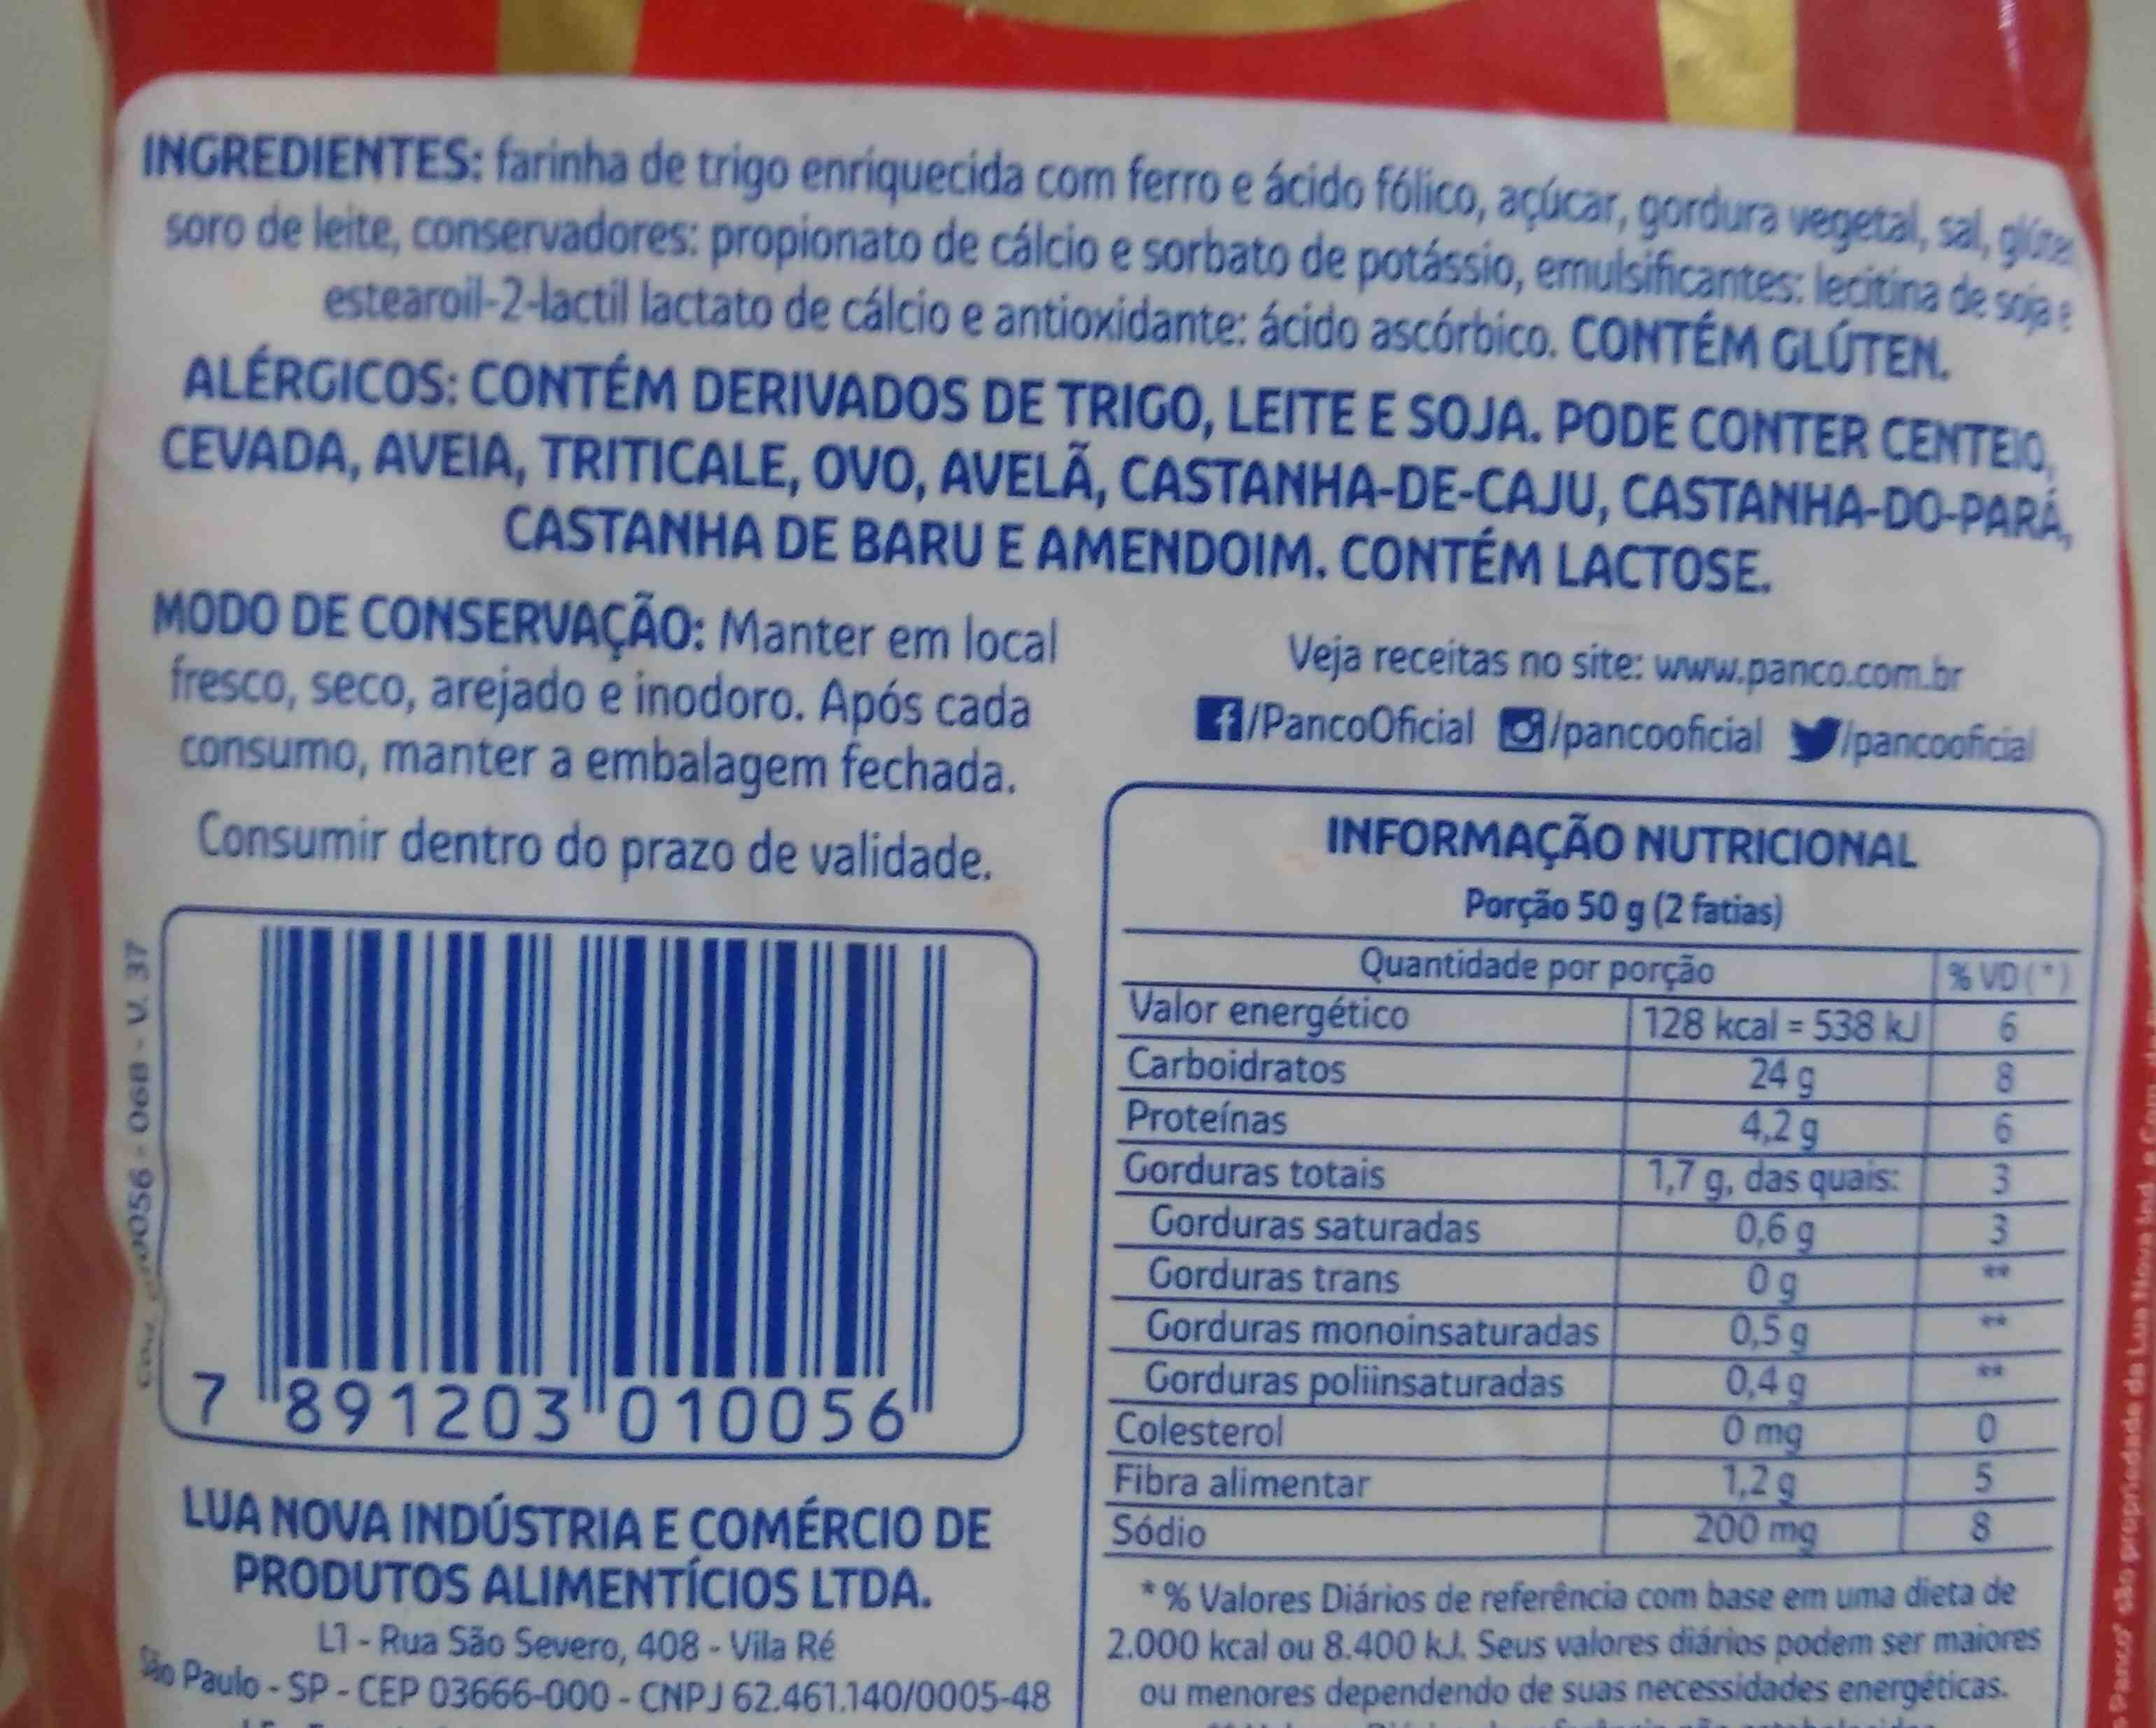 INGREDIENTES: farinha de trigo enriquecida com ferro e ácido fólico, açúcar, gordura vegetal, sal,
soro de leite, conservadores: propionato de cálcio e sorbato de potássio, emulsificantes: lecitina de soja e
estearoil-2-lactil lactato de cálcio e antioxidante: ácido ascórbico. CONTÉM GLÚTEN.
ALÉRGICOS: CONTÉM DERIVADOS DE TRIGO, LEITE E SOJA. PODE CONTER CENTEIO,
CEVADA, AVEIA, TRITICALE, OVO, AVELÃ, CASTANHA-DE-CAJU, CASTANHA-DO-PARÁ,
CASTANHA DE BARU E AMENDOIM. CONTÉM LACTOSE.
MODO DE CONSERVAÇÃO: Manter em local
fresco, seco, arejado e inodoro. Após cada
consumo, manter a embalagem fechada.
Consumir dentro do prazo de validade.
Veja receitas no site: www.panco.com.br
/PancoOficial /pancooficial /pancooficial
INFORMAÇÃO NUTRICIONAL
Porção 50 g (2 fatias)
Quantidade por porção % VD (*)
Valor energético 128 kcal = 538 kJ 6
Carboidratos 24 g 8
Proteínas 4,2 g 6
Gorduras totais 1,7 g, das quais: 3
Gorduras saturadas 0,6 g 3
Gorduras trans 0 g **
Gorduras monoinsaturadas 0,5 g **
Gorduras poliinsaturadas 0,4 g **
Colesterol 0 mg 0
Fibra alimentar 1,2 g 5
Sódio 200 mg 8
* % Valores Diários de referência com base em uma dieta de
2.000 kcal ou 8.400 kJ. Seus valores diários podem ser maiores
ou menores dependendo de suas necessidades energéticas.
06B - V. 37
7 891203 010056
LUA NOVA INDÚSTRIA E COMÉRCIO DE
PRODUTOS ALIMENTÍCIOS LTDA.
L1 - Rua São Severo, 408 - Vila Ré
São Paulo - SP - CEP 03666-000 - CNPJ 62.461.140/0005-48
Panco" são propriedade da Lua Nova Ind. e